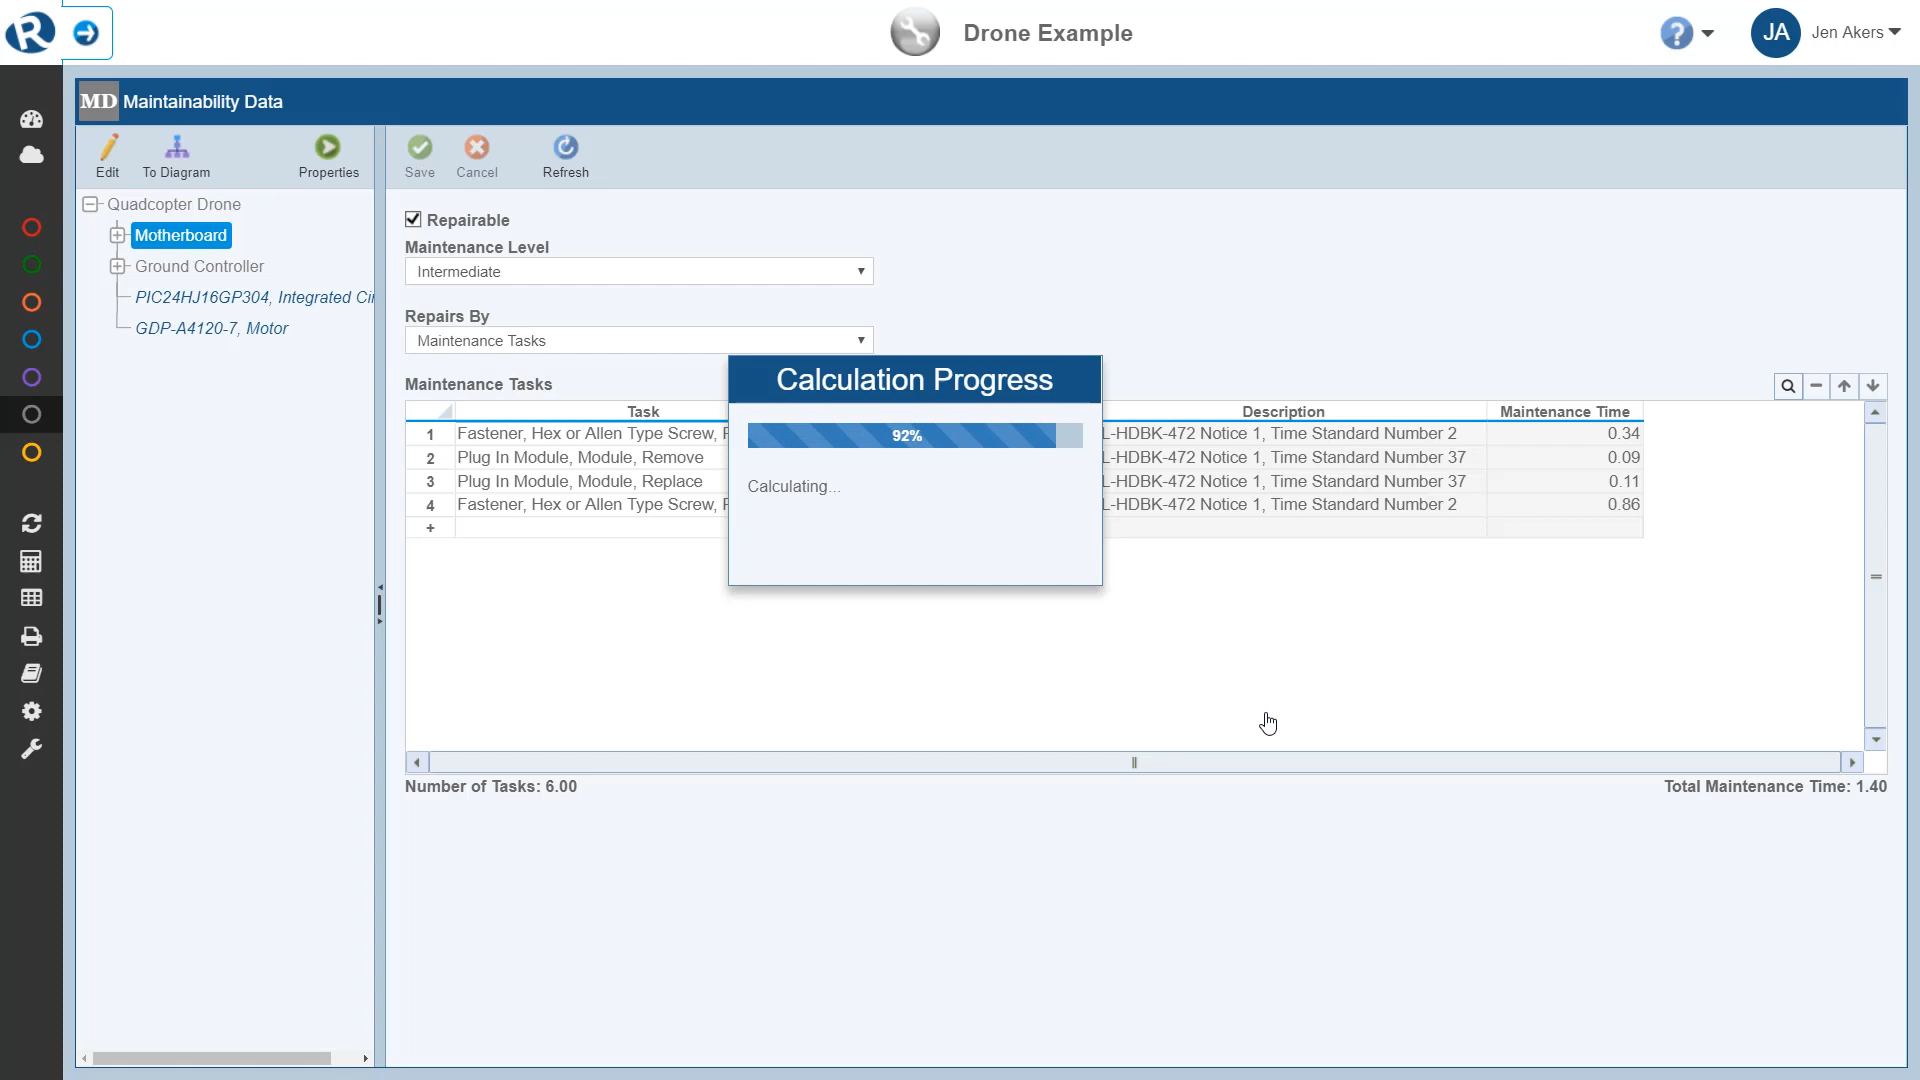 R
Drone Example
?
JA
Jen Akers
MD Maintainability Data
Edit
To Diagram
Properties
Save
Cancel
Refresh
Quadcopter Drone
Motherboard
Ground Controller
PIC24HJ16GP304, Integrated Cir
GDP-A4120-7, Motor
Repairable
Maintenance Level
Intermediate
Repairs By
Maintenance Tasks
Maintenance Tasks
Task Description Maintenance Time
1 Fastener, Hex or Allen Type Screw, L-HDBK-472 Notice 1, Time Standard Number 2 0.34
2 Plug In Module, Module, Remove L-HDBK-472 Notice 1, Time Standard Number 37 0.09
3 Plug In Module, Module, Replace L-HDBK-472 Notice 1, Time Standard Number 37 0.11
4 Fastener, Hex or Allen Type Screw, L-HDBK-472 Notice 1, Time Standard Number 2 0.86
+
Calculation Progress
92%
Calculating...
Number of Tasks: 6.00
Total Maintenance Time: 1.40